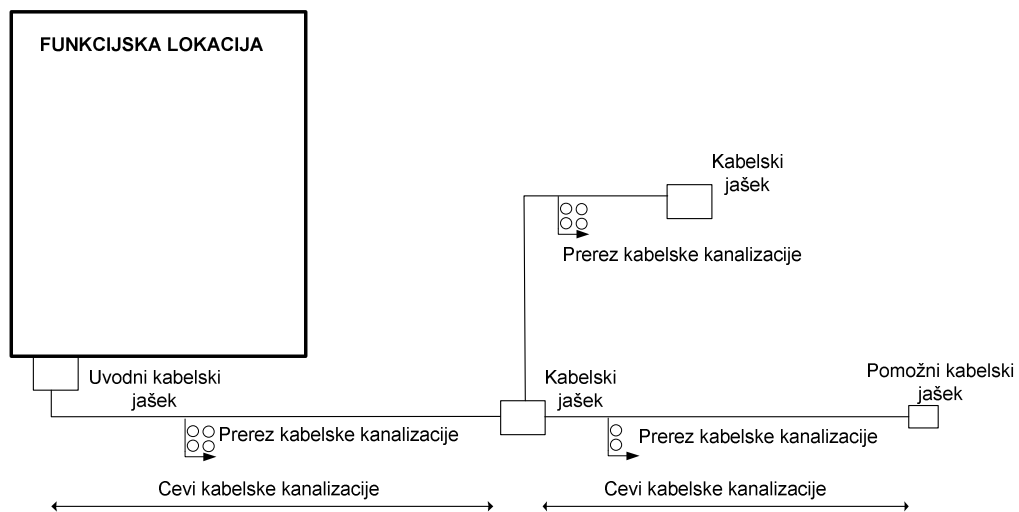 FUNKCIJSKA LOKACIJA
Kabelski
jašek
Prerez kabelske kanalizacije
Uvodni kabelski
jašek
Kabelski
jašek
Pomožni kabelski
jašek
Prerez kabelske kanalizacije
Prerez kabelske kanalizacije
Cevi kabelske kanalizacije
Cevi kabelske kanalizacije